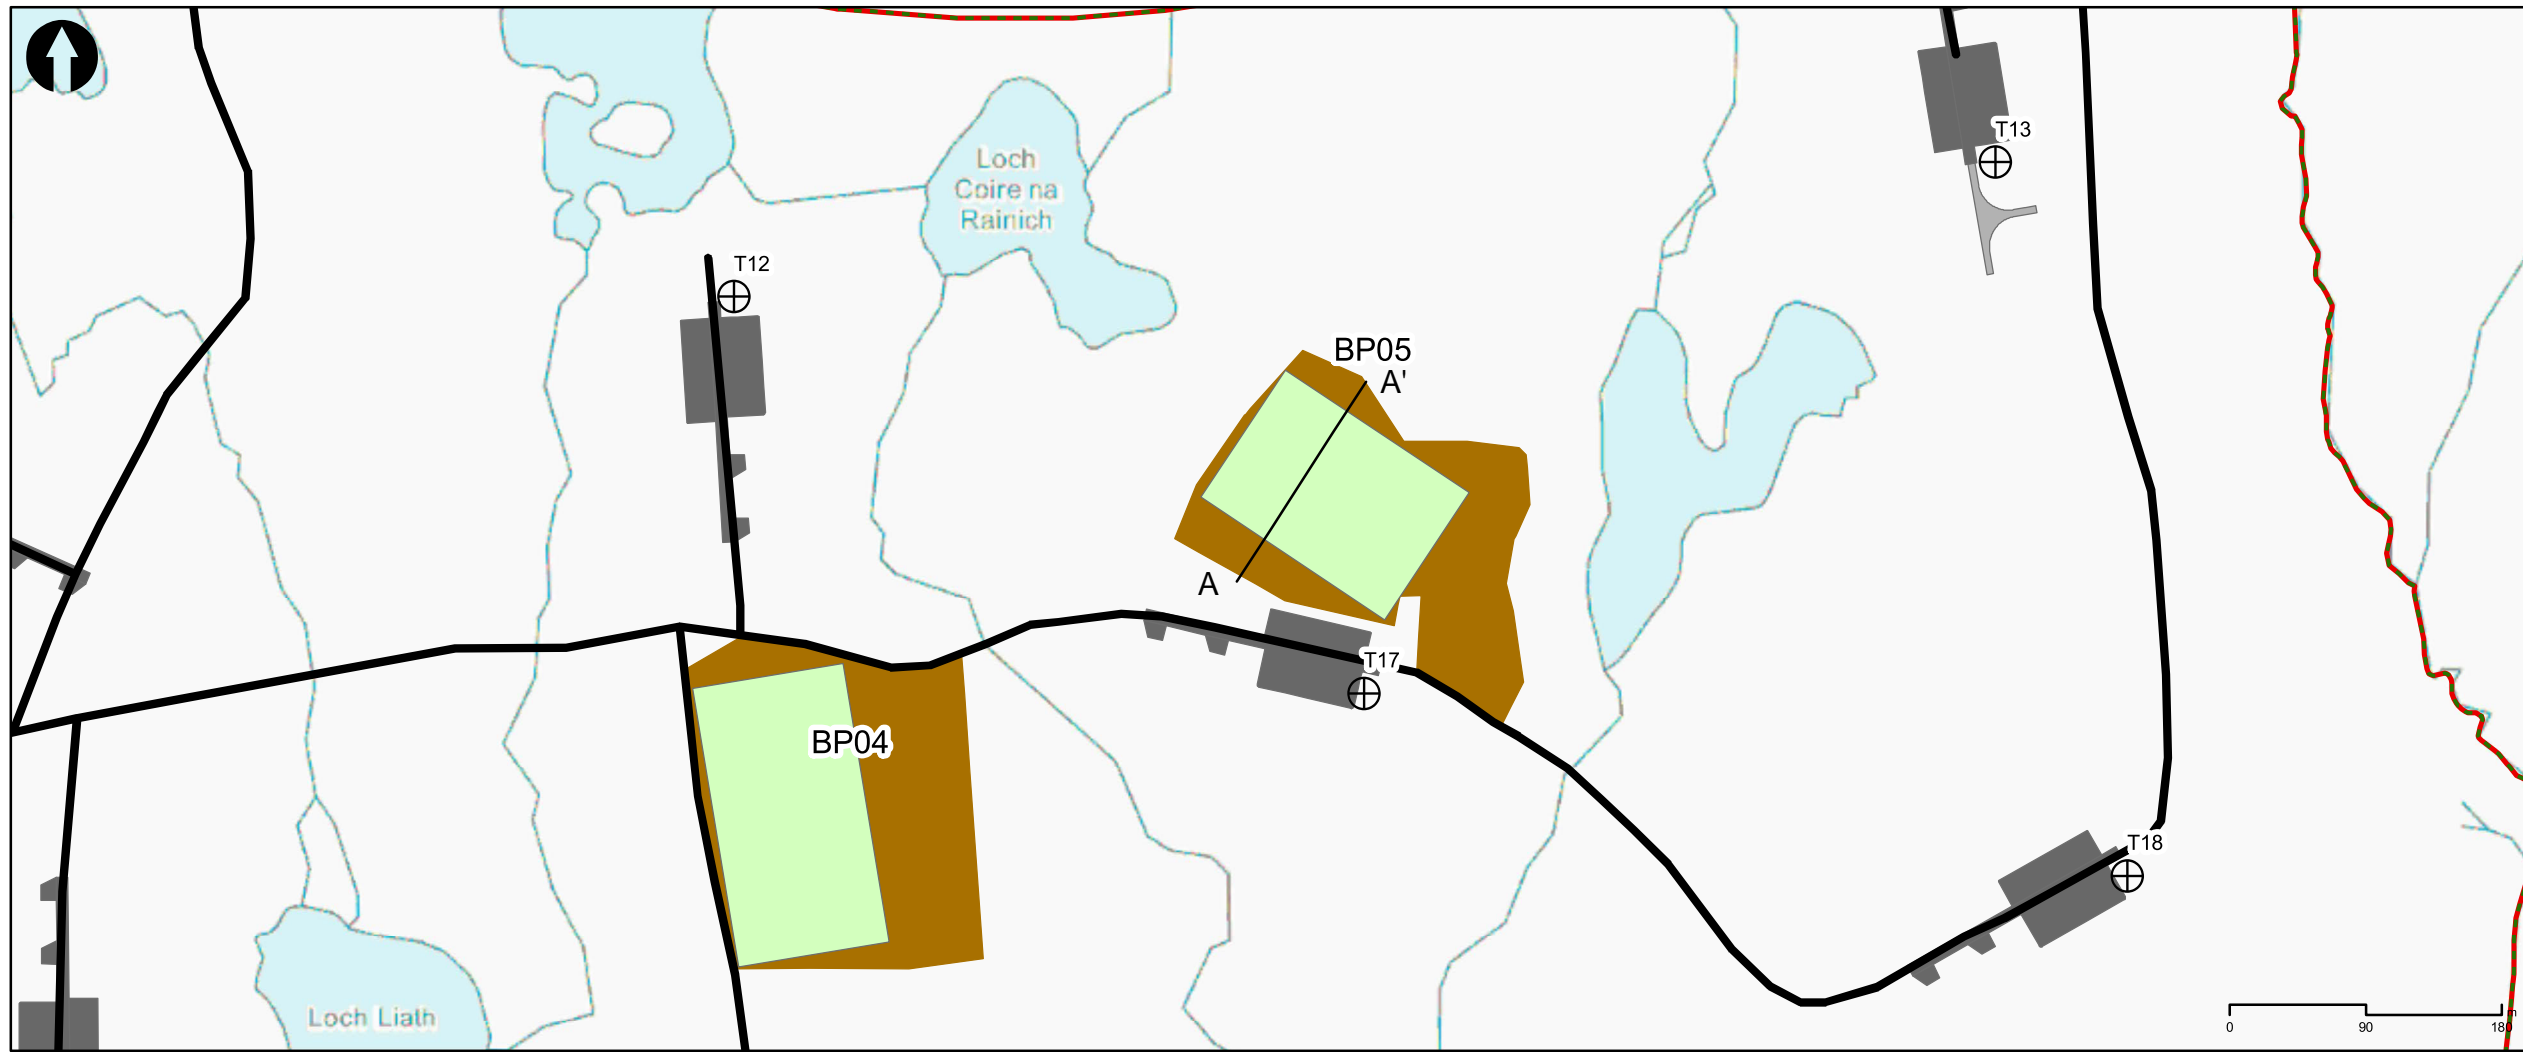 Loch
Coire na
Rainich
T13
T12
BP05
A'
A
T17
BP04
T18
Loch Liath
0 90 180
m